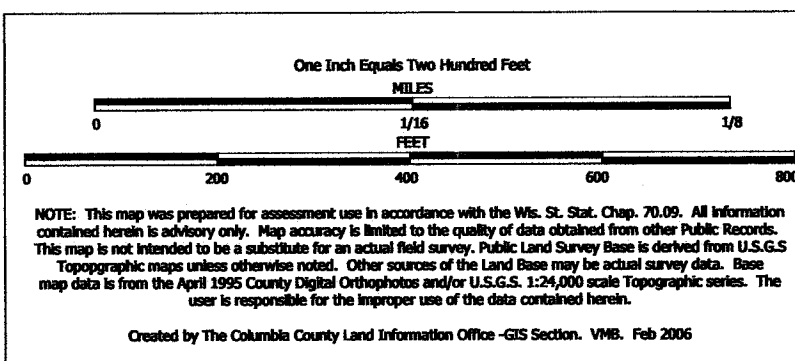 One Inch Equals Two Hundred Feet
MILES
0 1/16 1/8
FEET
0 200 400 600 800
NOTE: This map was prepared for assessment use in accordance with the Wis. St. Stat. Chap. 70.09. All information
contained herein is advisory only. Map accuracy is limited to the quality of data obtained from other Public Records.
This map is not intended to be a substitute for an actual field survey. Public Land Survey Base is derived from U.S.G.S
Topopgraphic maps unless otherwise noted. Other sources of the Land Base may be actual survey data. Base
map data is from the April 1995 County Digital Orthophotos and/or U.S.G.S. 1:24,000 scale Topographic series. The
user is responsible for the improper use of the data contained herein.
Created by The Columbia County Land Information Office -GIS Section. VMB. Feb 2006